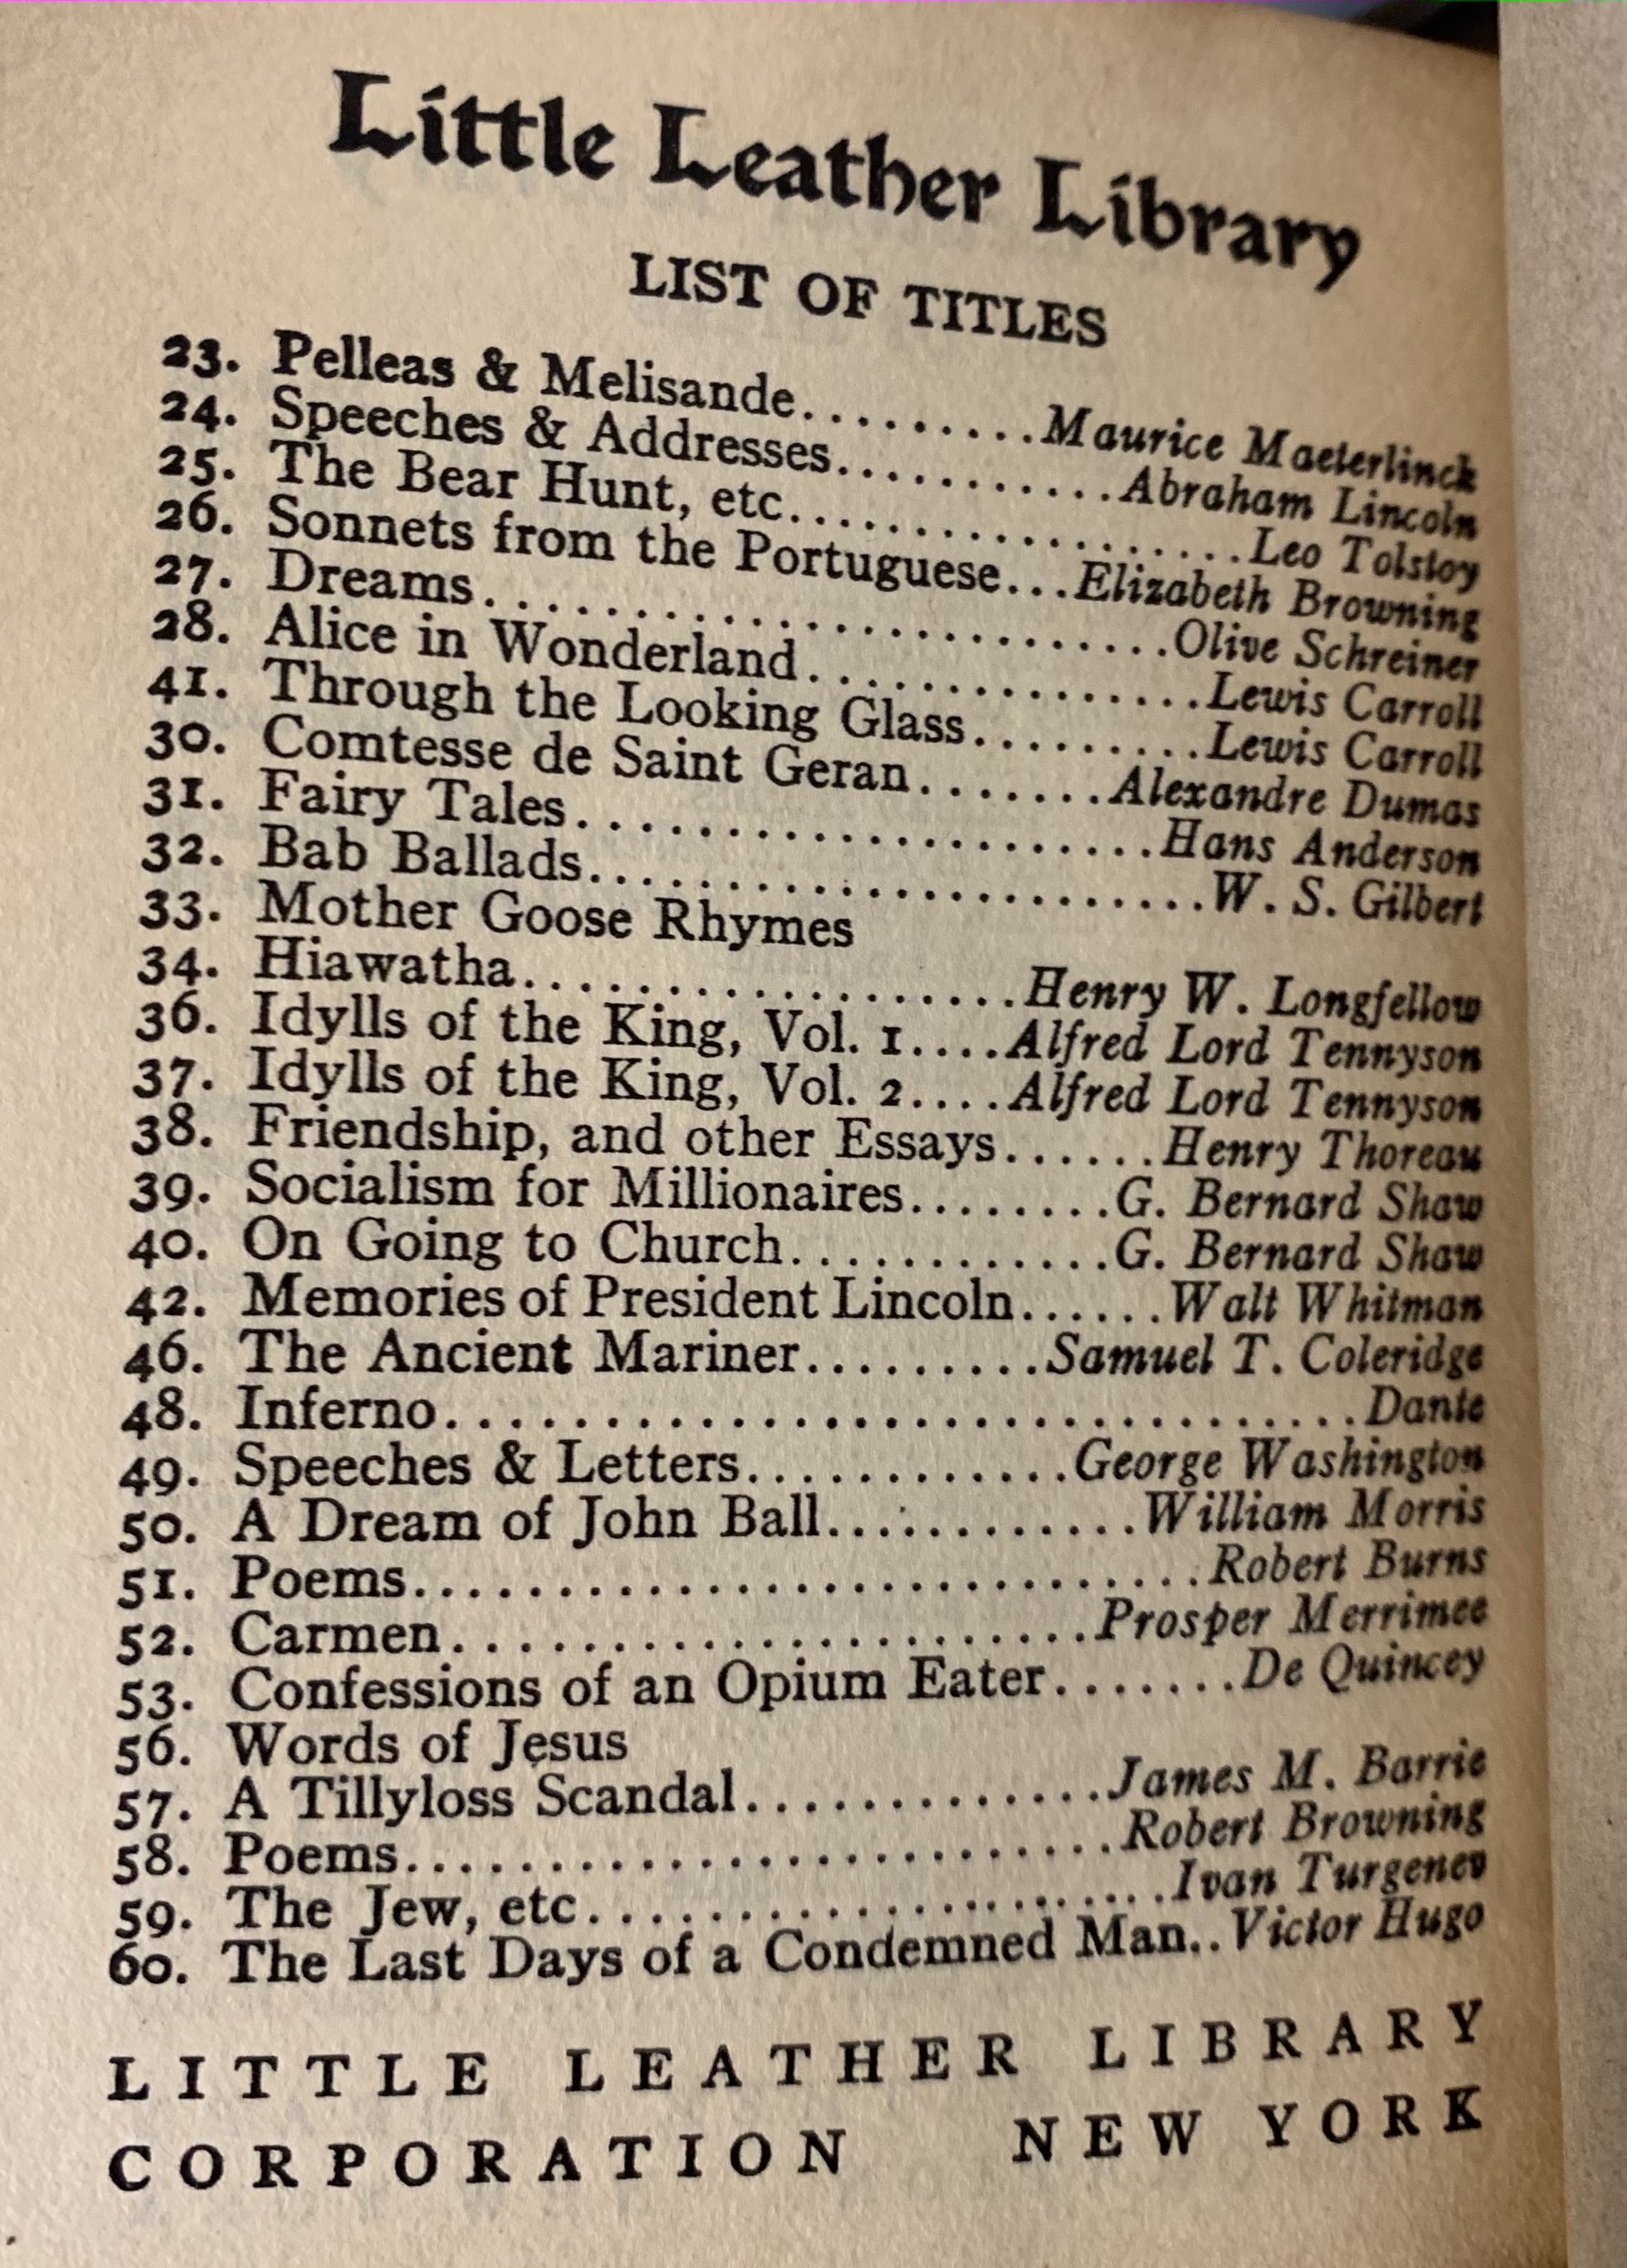 Little Leather Library
LIST OF TITLES
23. Pelleas & Melisande.........Maurice Maeterlinck
24. Speeches & Addresses...........Abraham Lincoln
25. The Bear Hunt, etc.................Leo Tolstoy
26. Sonnets from the Portuguese...Elizabeth Browning
27. Dreams........................Olive Schreiner
28. Alice in Wonderland...............Lewis Carroll
41. Through the Looking Glass.........Lewis Carroll
30. Comtesse de Saint Geran.......Alexandre Dumas
31. Fairy Tales....................Hans Anderson
32. Bab Ballads.....................W. S. Gilbert
33. Mother Goose Rhymes
34. Hiawatha..................Henry W. Longfellow
36. Idylls of the King, Vol. 1....Alfred Lord Tennyson
37. Idylls of the King, Vol. 2....Alfred Lord Tennyson
38. Friendship, and other Essays......Henry Thoreau
39. Socialism for Millionaires........G. Bernard Shaw
40. On Going to Church............G. Bernard Shaw
42. Memories of President Lincoln......Walt Whitman
46. The Ancient Mariner.........Samuel T. Coleridge
48. Inferno.................................Dante
49. Speeches & Letters............George Washington
50. A Dream of John Ball............William Morris
51. Poems............................Robert Burns
52. Carmen.......................Prosper Merrimee
53. Confessions of an Opium Eater.......De Quincey
56. Words of Jesus
57. A Tillyloss Scandal..............James M. Barrie
58. Poems..........................Robert Browning
59. The Jew, etc.......................Ivan Turgenev
60. The Last Days of a Condemned Man..Victor Hugo
LITTLE LEATHER LIBRARY
CORPORATION NEW YORK